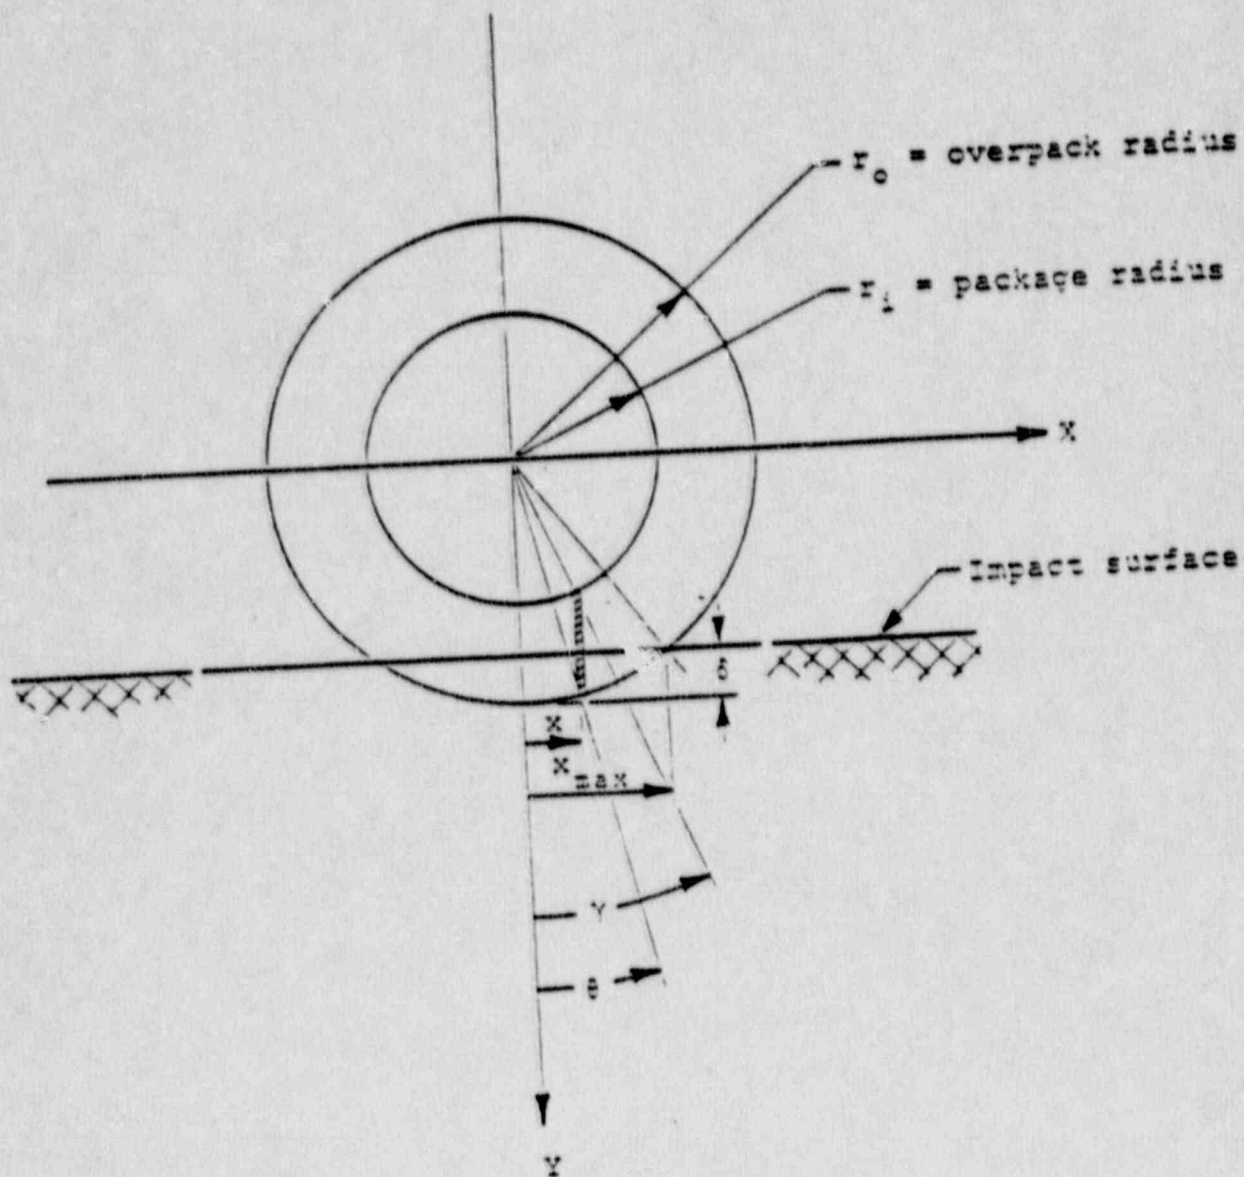 r_o = overpack radius
r_i = package radius
X
Impact surface
δ
X
X_max
γ
θ
Y